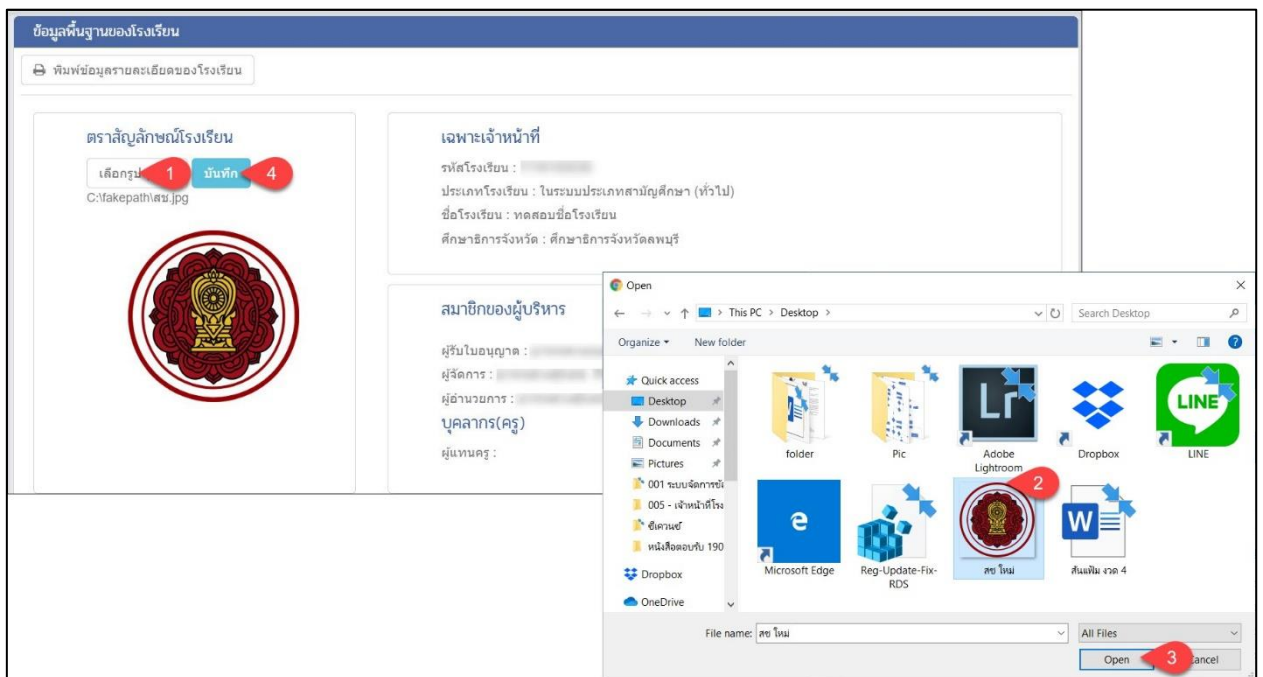 ข้อมูลพื้นฐานของโรงเรียน
พิมพ์ข้อมูลรายละเอียดของโรงเรียน
ตราสัญลักษณ์โรงเรียน
เลือกรูป 1 บันทึก 4
C:\fakepath\สช.jpg
เฉพาะเจ้าหน้าที่
รหัสโรงเรียน :
ประเภทโรงเรียน : ในระบบประเภทสามัญศึกษา (ทั่วไป)
ชื่อโรงเรียน : ทดสอบชื่อโรงเรียน
ศึกษาธิการจังหวัด : ศึกษาธิการจังหวัดลพบุรี
สมาชิกของผู้บริหาร
ผู้รับใบอนุญาต :
ผู้จัดการ :
ผู้อำนวยการ :
บุคลากร(ครู)
ผู้แทนครู :
Open
This PC > Desktop >
Search Desktop
Organize
New folder
Quick access
Desktop
Downloads
Documents
Pictures
001 ระบบจัดการข้อ
005 - เจ้าหน้าที่โรง
ซีเควนซ์
หนังสือตอบรับ 190
Dropbox
OneDrive
folder
Pic
Lr
Adobe Lightroom
Dropbox
LINE
LINE
2
Microsoft Edge
Reg-Update-Fix-
RDS
สช ใหม่
W
สันแฟ้ม งวด 4
File name: สช ใหม่
All Files
Open 3 Cancel